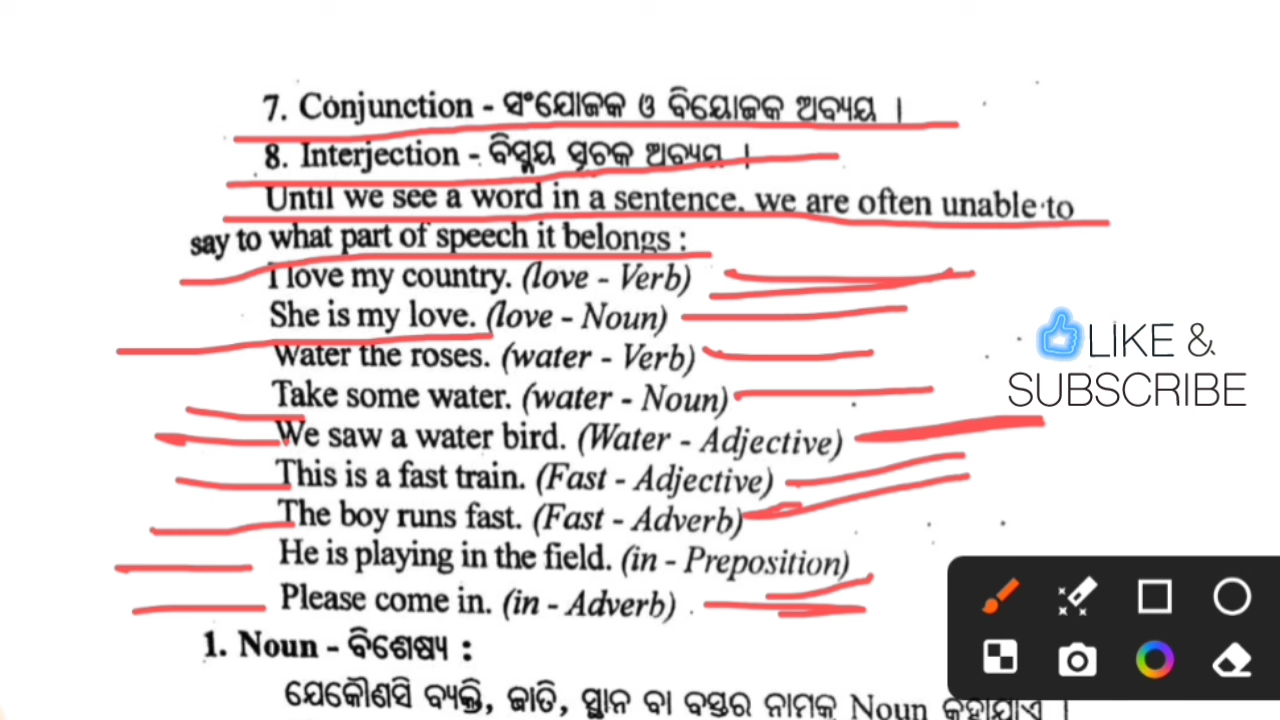 7. Conjunction - ସଂଯୋଜକ ଓ ବିୟୋଜକ ଅବ୍ୟୟ ।
8. Interjection - ବିସ୍ମୟ ସୂଚକ ଅବ୍ୟୟ ।
Until we see a word in a sentence, we are often unable to
say to what part of speech it belongs :
I love my country. (love - Verb)
She is my love. (love - Noun)
Water the roses. (water - Verb)
Take some water. (water - Noun)
We saw a water bird. (Water - Adjective)
This is a fast train. (Fast - Adjective)
The boy runs fast. (Fast - Adverb)
He is playing in the field. (in - Preposition)
Please come in. (in - Adverb)
1. Noun - ବିଶେଷ୍ୟ :
ଯେକୌଣସି ବ୍ୟକ୍ତି, ଜାତି, ସ୍ଥାନ ବା ବସ୍ତୁର ନାମକୁ Noun କୁହାଯାଏ ।
LIKE &
SUBSCRIBE